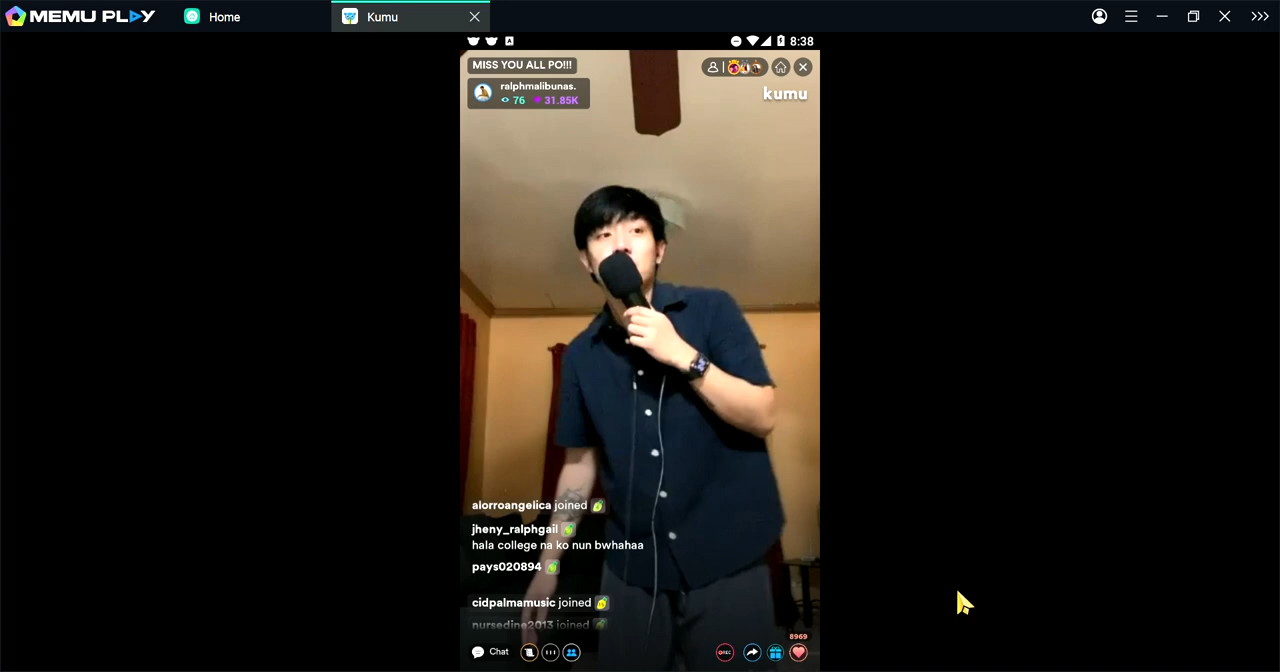 MEMU PLAY
Home
Kumu
8:38
MISS YOU ALL PO!!!
ralphmalibunas.
76 31.85K
kumu
alorroangelica joined
jheny_ralphgail
hala college na ko nun bwhahaa
pays020894
cidpalmamusic joined
nursedine2013 joined
8969
Chat
REC